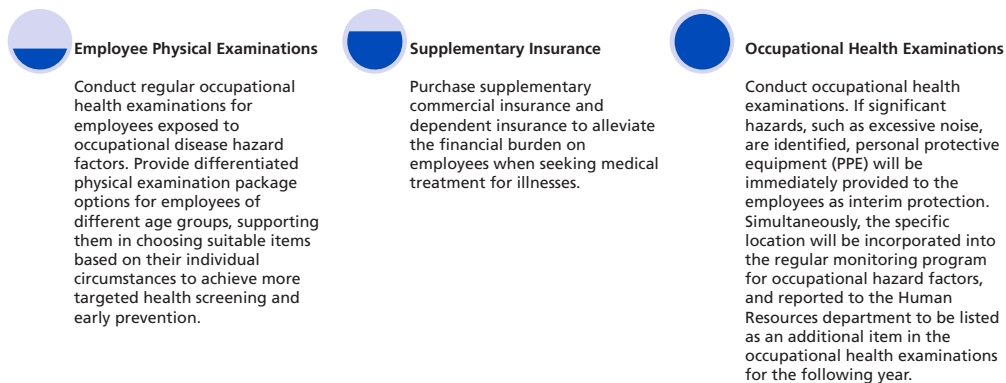 Employee Physical Examinations
Conduct regular occupational
health examinations for
employees exposed to
occupational disease hazard
factors. Provide differentiated
physical examination package
options for employees of
different age groups, supporting
them in choosing suitable items
based on their individual
circumstances to achieve more
targeted health screening and
early prevention.
Supplementary Insurance
Purchase supplementary
commercial insurance and
dependent insurance to alleviate
the financial burden on
employees when seeking medical
treatment for illnesses.
Occupational Health Examinations
Conduct occupational health
examinations. If significant
hazards, such as excessive noise,
are identified, personal protective
equipment (PPE) will be
immediately provided to the
employees as interim protection.
Simultaneously, the specific
location will be incorporated into
the regular monitoring program
for occupational hazard factors,
and reported to the Human
Resources department to be listed
as an additional item in the
occupational health examinations
for the following year.